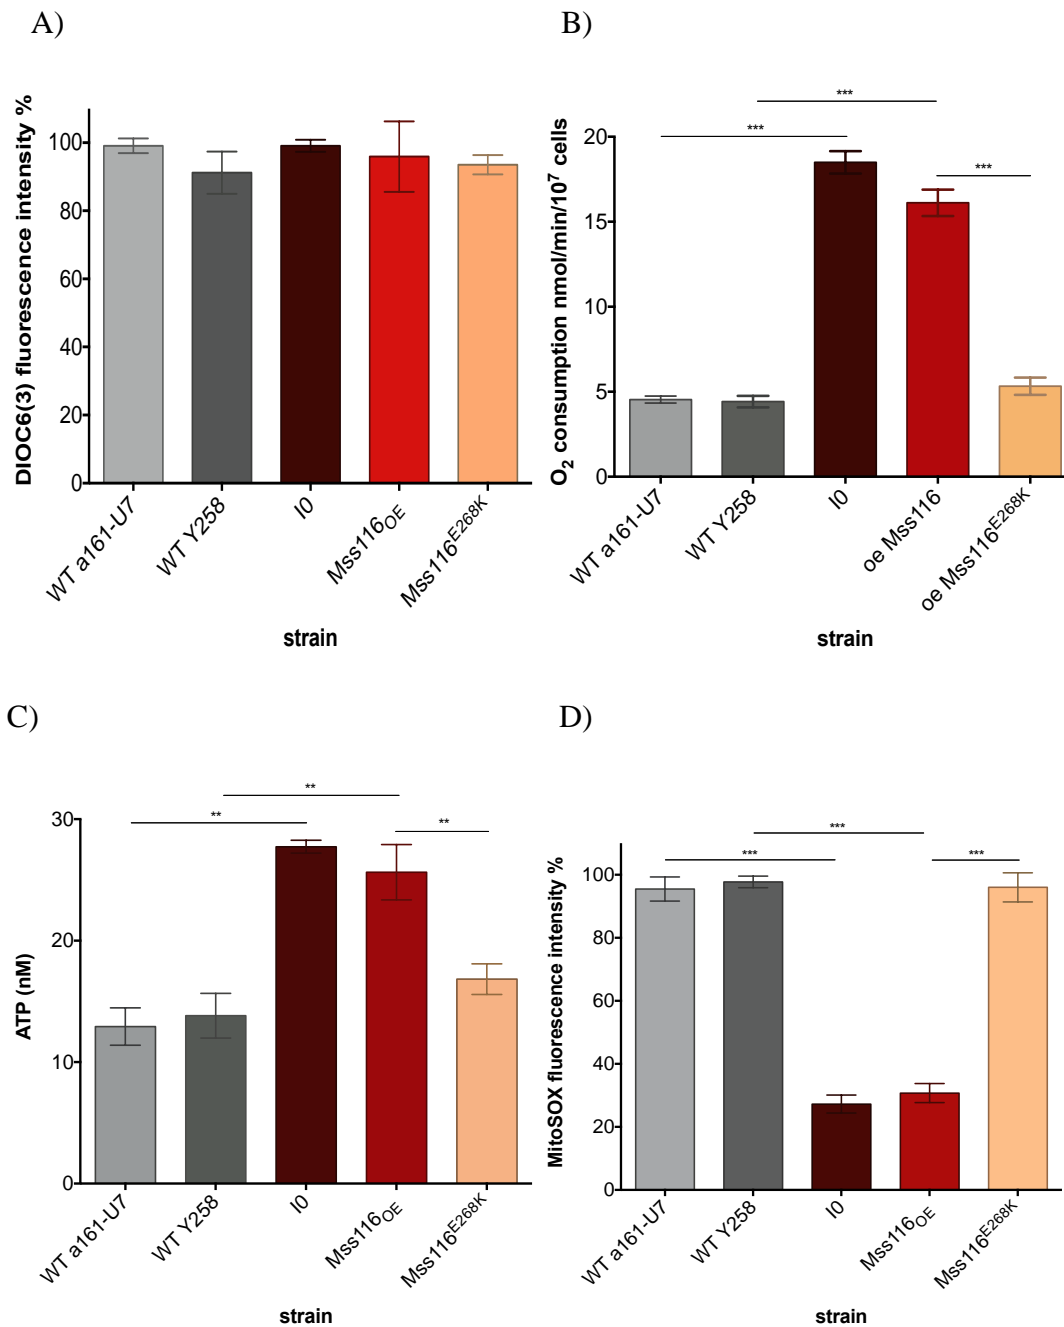 A)
DIOC6(3) fluorescence intensity %
100
80
60
40
20
0
WT a161-U7
WT Y258
I0
Mss116OE
Mss116E268K
strain
B)
O2 consumption nmol/min/10^7 cells
20
15
10
5
0
***
***
***
WT a161-U7
WT Y258
I0
oe Mss116
oe Mss116E268K
strain
C)
ATP (nM)
30
20
10
0
**
**
**
WT a161-U7
WT Y258
I0
Mss116OE
Mss116E268K
strain
D)
MitoSOX fluorescence intensity %
100
80
60
40
20
0
***
***
***
WT a161-U7
WT Y258
I0
Mss116OE
Mss116E268K
strain